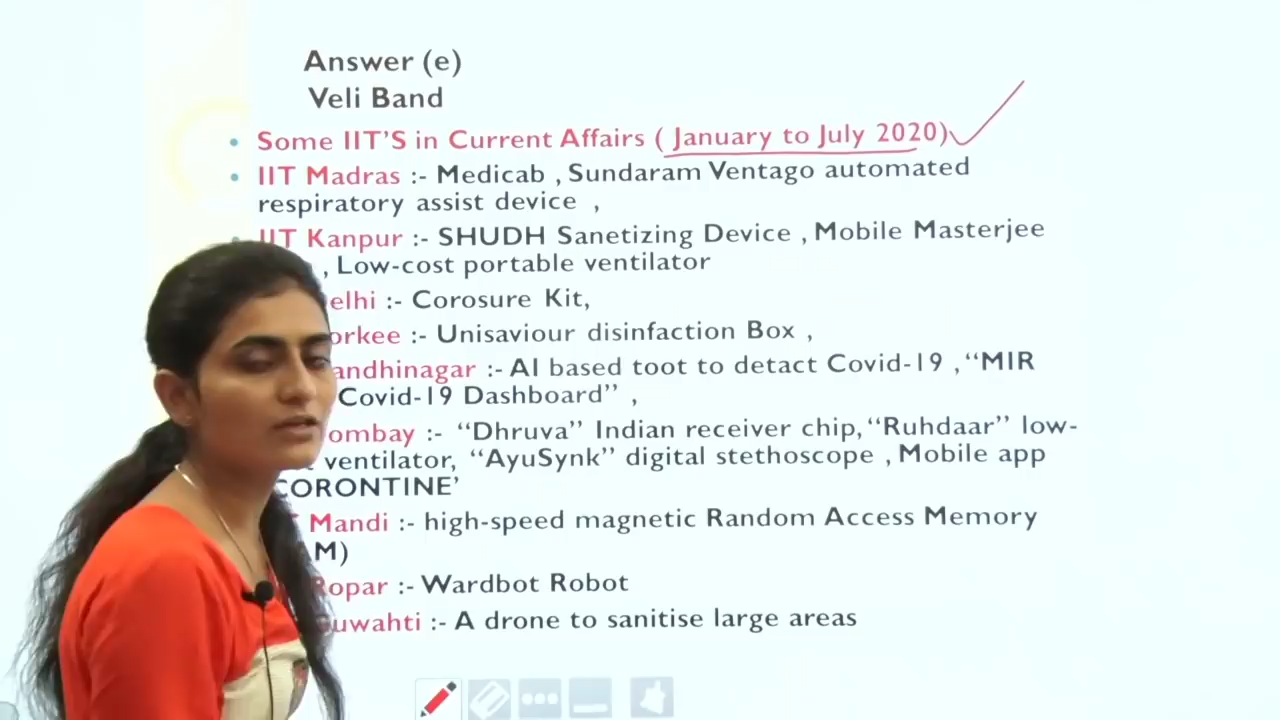 Answer (e)
Veli Band
Some IIT'S in Current Affairs ( January to July 2020)
IIT Madras :- Medicab , Sundaram Ventago automated
respiratory assist device ,
IIT Kanpur :- SHUDH Sanetizing Device , Mobile Masterjee
, Low-cost portable ventilator
elhi :- Corosure Kit,
orkee :- Unisaviour disinfaction Box ,
andhinagar :- AI based toot to detact Covid-19 ,“MIR
Covid-19 Dashboard” ,
ombay :- “Dhruva” Indian receiver chip,“Ruhdaar” low-
ventilator, “AyuSynk” digital stethoscope , Mobile app
CORONTINE’
Mandi :- high-speed magnetic Random Access Memory
M)
Ropar :- Wardbot Robot
Guwahti :- A drone to sanitise large areas